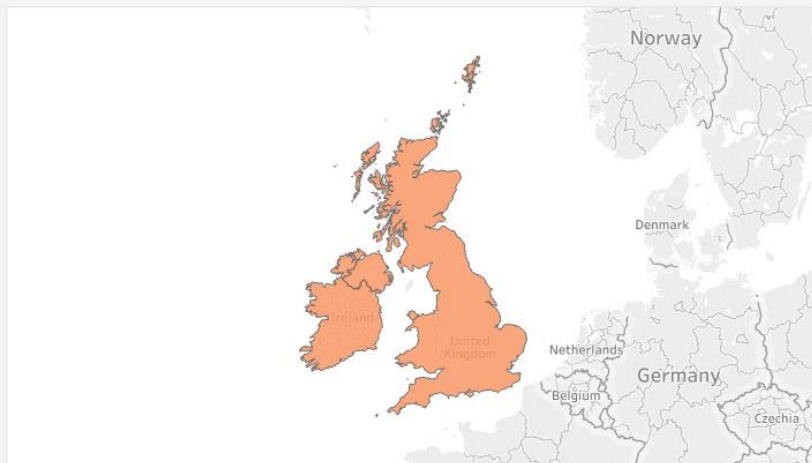 Norway
Denmark
Ireland
United
Kingdom
Netherlands
Germany
Belgium
Czechia